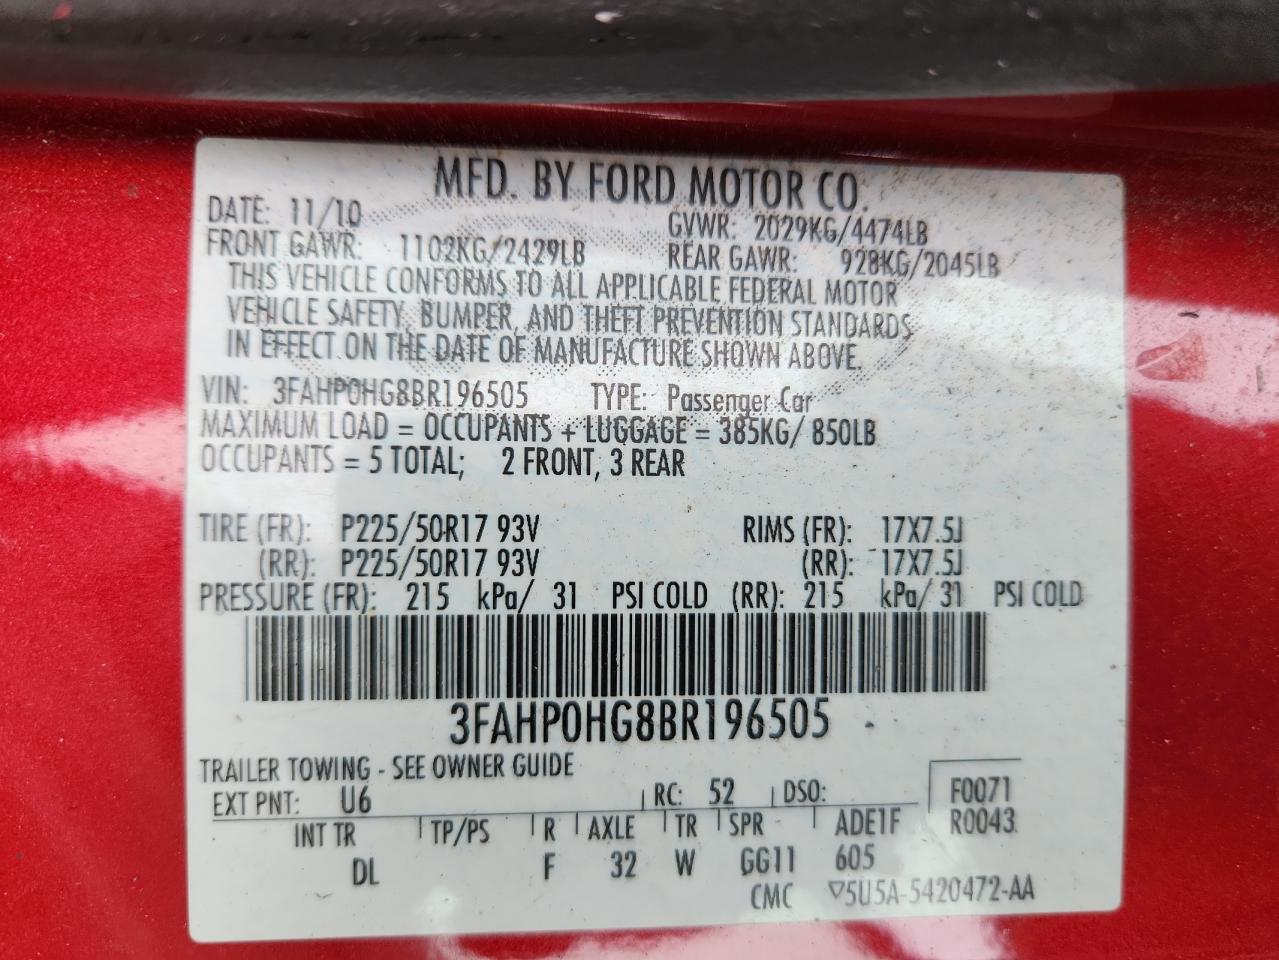 MFD. BY FORD MOTOR CO.
DATE: 11/10 GVWR: 2029KG/4474LB
FRONT GAWR: 1102KG/2429LB REAR GAWR: 928KG/2045LB
THIS VEHICLE CONFORMS TO ALL APPLICABLE FEDERAL MOTOR
VEHICLE SAFETY, BUMPER, AND THEFT PREVENTION STANDARDS
IN EFFECT ON THE DATE OF MANUFACTURE SHOWN ABOVE.
VIN: 3FAHP0HG8BR196505 TYPE: Passenger Car
MAXIMUM LOAD = OCCUPANTS + LUGGAGE = 385KG/ 850LB
OCCUPANTS = 5 TOTAL; 2 FRONT, 3 REAR
TIRE (FR): P225/50R17 93V RIMS (FR): 17X7.5J
(RR): P225/50R17 93V (RR): 17X7.5J
PRESSURE (FR): 215 kPa/ 31 PSI COLD (RR): 215 kPa/ 31 PSI COLD
3FAHP0HG8BR196505
TRAILER TOWING - SEE OWNER GUIDE
EXT PNT: U6 RC: 52 DSO: F0071
INT TR TP/PS R AXLE TR SPR ADE1F R0043
DL F 32 W GG11 605
CMC ▽5U5A-5420472-AA